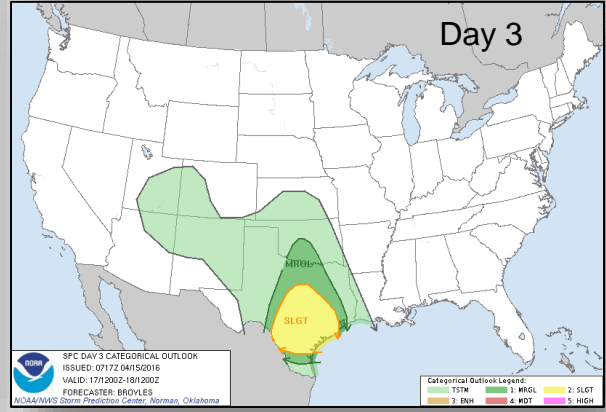 Day 3
MRGL
SLGT
NOAA
SPC DAY 3 CATEGORICAL OUTLOOK
ISSUED: 0717Z 04/15/2016
VALID: 17/1200Z-18/1200Z
FORECASTER: BROYLES
NOAA/NWS Storm Prediction Center, Norman, Oklahoma
Categorical Outlook Legend:
TSTM 1: MRGL 2: SLGT
3: ENH 4: MDT 5: HIGH